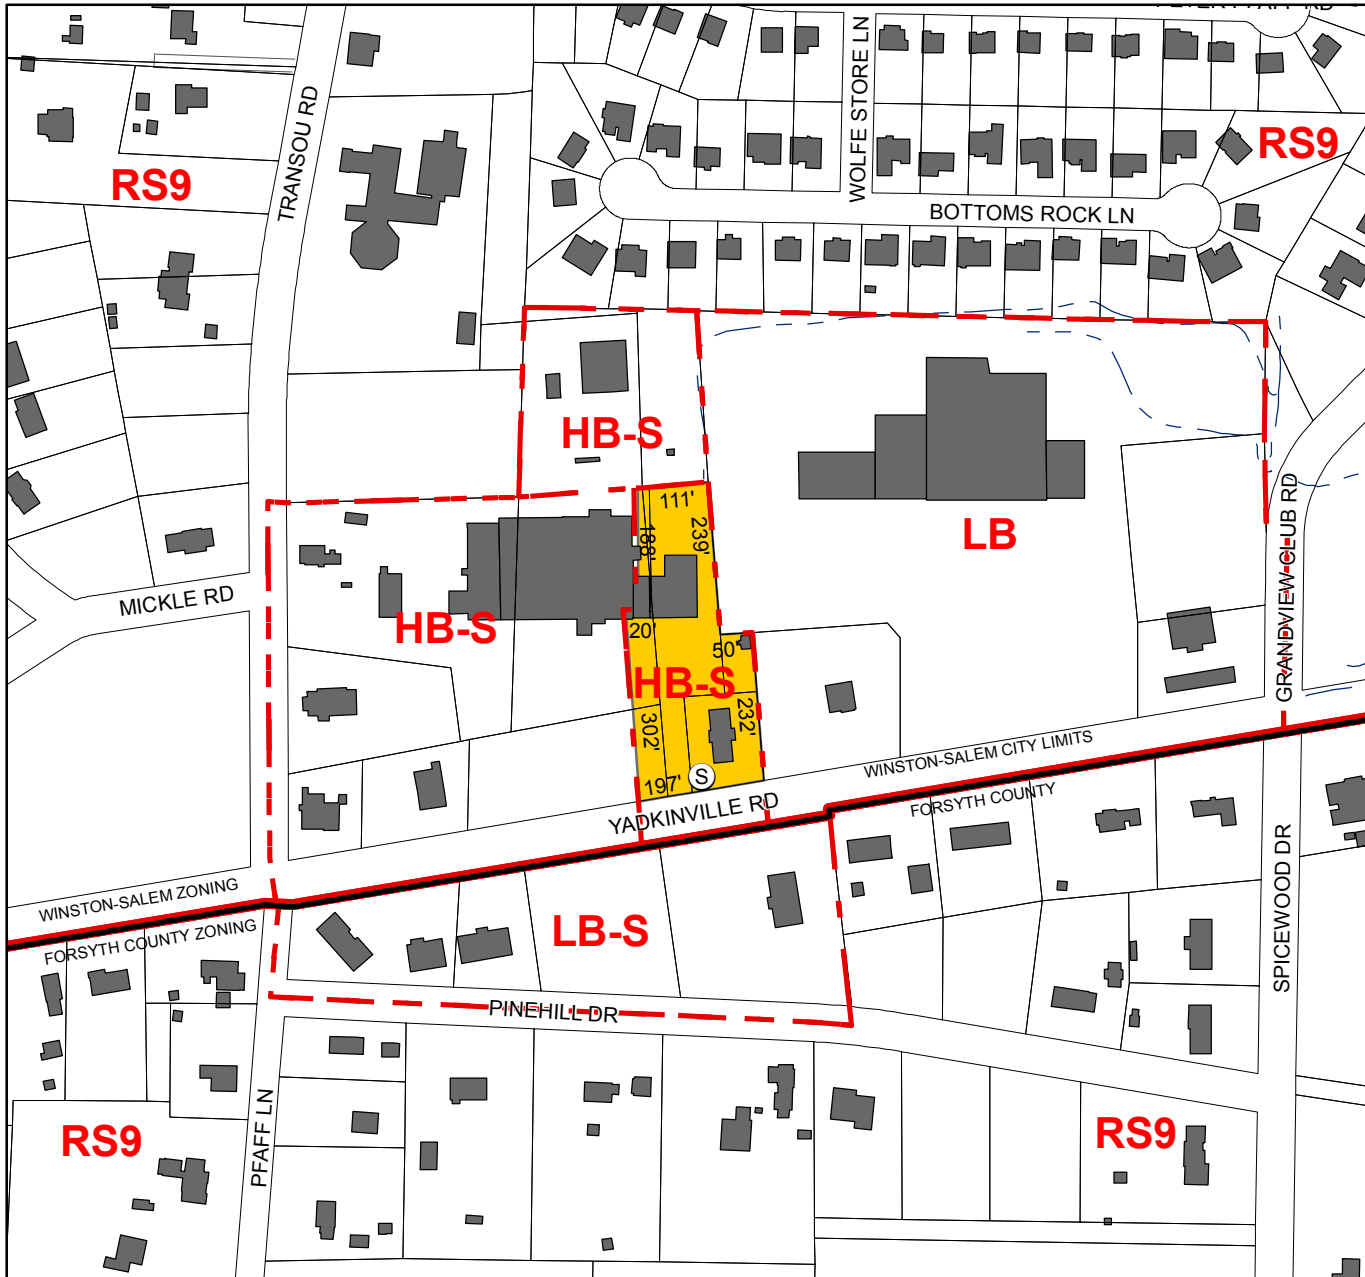 WOLFE STORE LN
RS9
TRANSOU RD
RS9
BOTTOMS ROCK LN
HB-S
111'
188'
239'
LB
GRANDVIEW CLUB RD
MICKLE RD
HB-S
20'
50'
HB-S
302'
232'
197'
S
WINSTON-SALEM CITY LIMITS
YADKINVILLE RD
FORSYTH COUNTY
WINSTON-SALEM ZONING
FORSYTH COUNTY ZONING
LB-S
SPICEWOOD DR
PINEHILL DR
PFAFF LN
RS9
RS9